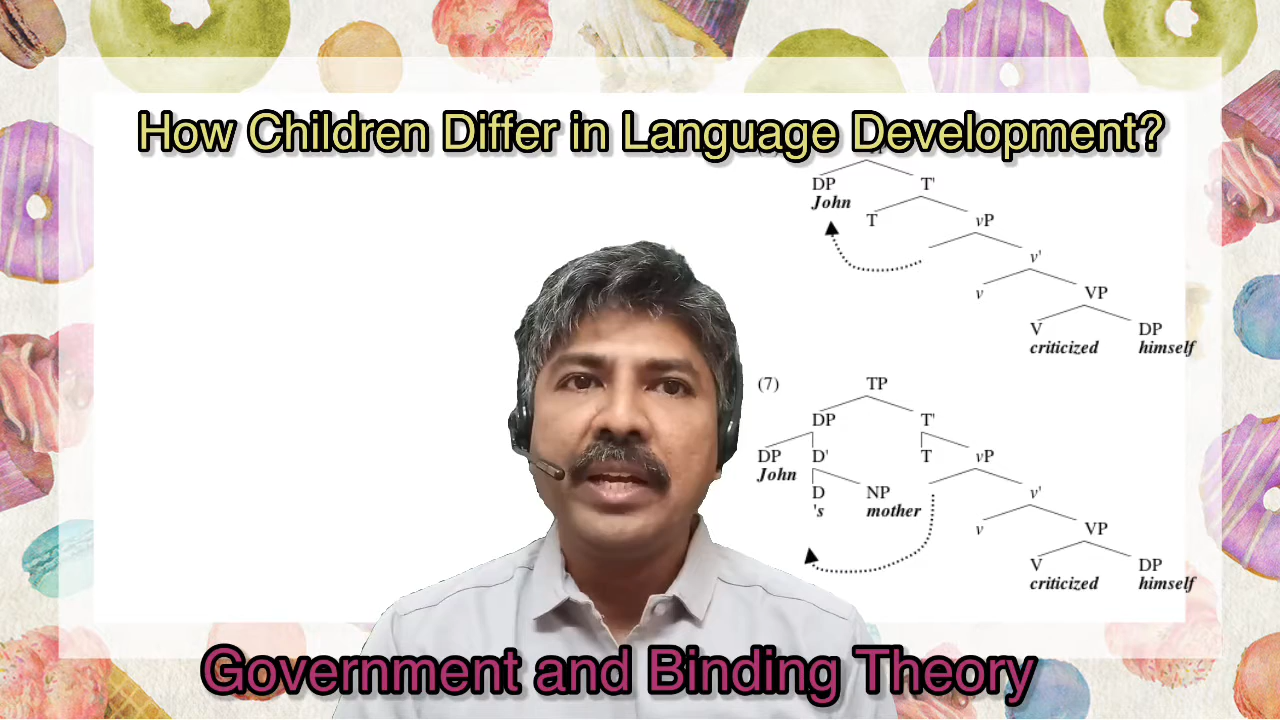 How Children Differ in Language Development?
DP T'
John
T vP
v'
v VP
V DP
criticized himself
(7) TP
DP T'
DP D' T vP
John
D NP v'
's mother
v VP
V DP
criticized himself
Government and Binding Theory